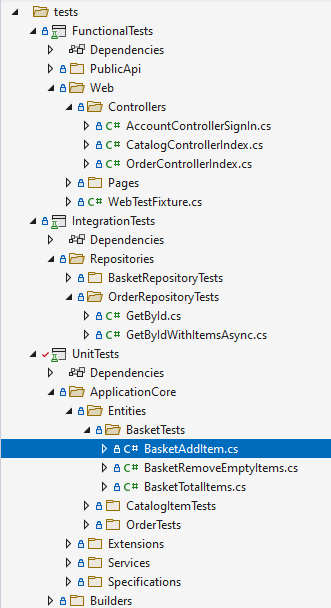 tests
FunctionalTests
Dependencies
PublicApi
Web
Controllers
C# AccountControllerSignIn.cs
C# CatalogControllerIndex.cs
C# OrderControllerIndex.cs
Pages
C# WebTestFixture.cs
IntegrationTests
Dependencies
Repositories
BasketRepositoryTests
OrderRepositoryTests
C# GetById.cs
C# GetByIdWithItemsAsync.cs
UnitTests
Dependencies
ApplicationCore
Entities
BasketTests
C# BasketAddItem.cs
C# BasketRemoveEmptyItems.cs
C# BasketTotalItems.cs
CatalogItemTests
OrderTests
Extensions
Services
Specifications
Builders